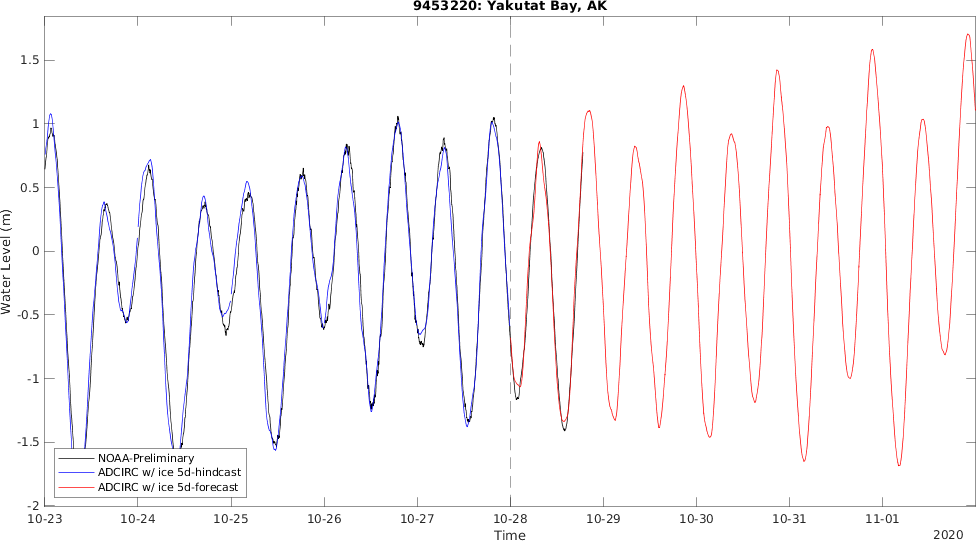 9453220: Yakutat Bay, AK
Water Level (m)
1.5
1
0.5
0
-0.5
-1
-1.5
-2
NOAA-Preliminary
ADCIRC w/ ice 5d-hindcast
ADCIRC w/ ice 5d-forecast
10-23 10-24 10-25 10-26 10-27 10-28 10-29 10-30 10-31 11-01
Time
2020